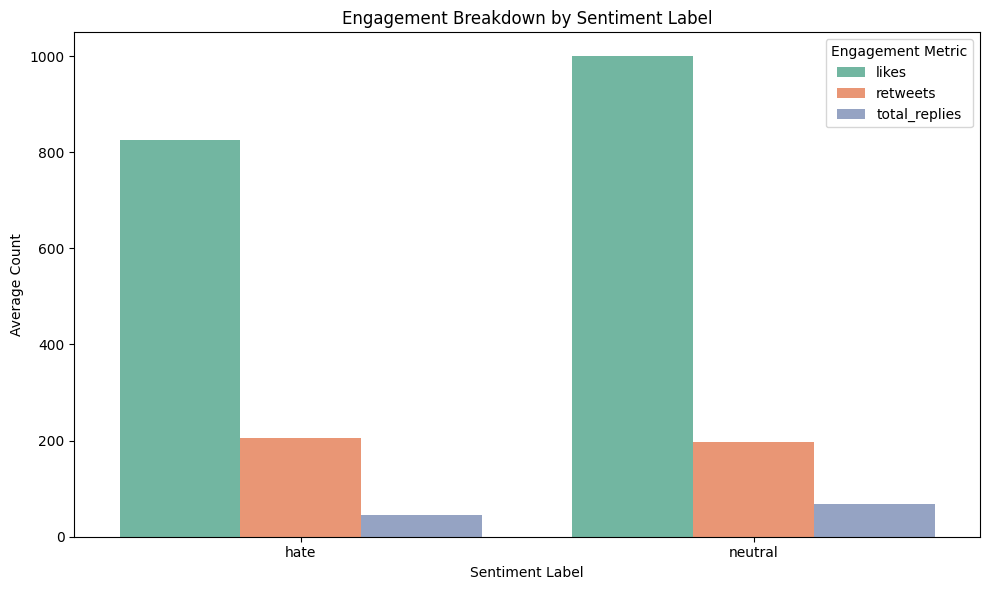 Engagement Breakdown by Sentiment Label
Engagement Metric
likes
retweets
total_replies
Average Count
1000
800
600
400
200
0
hate
neutral
Sentiment Label